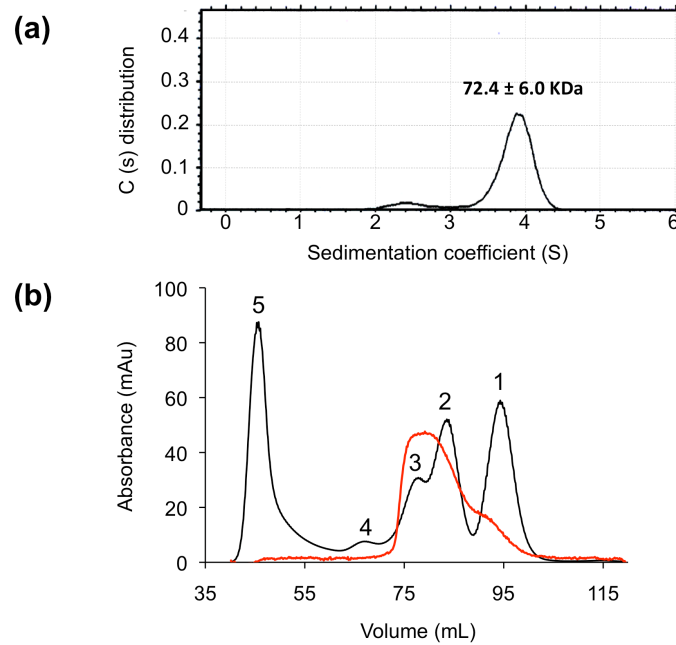 (a)
0.4
0.3
0.2
0.1
0
C (s) distribution
72.4 ± 6.0 KDa
0 1 2 3 4 5 6
Sedimentation coefficient (S)
(b)
100
80
60
40
20
0
Absorbance (mAu)
5
4
3
2
1
35 55 75 95 115
Volume (mL)